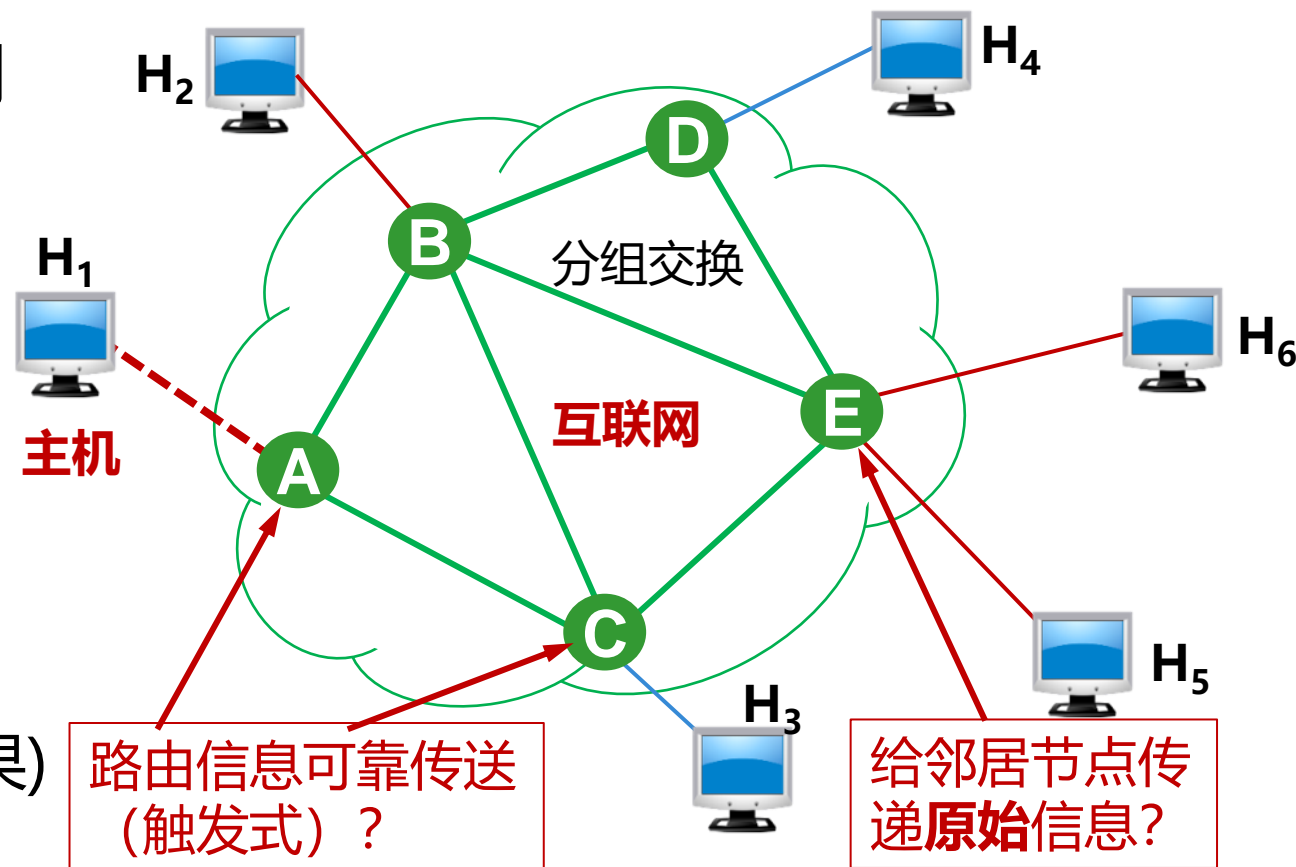 H₄
H₂
D
B
分组交换
H₁
H₆
互联网
E
主机
A
C
H₅
H₃
果)
路由信息可靠传送
（触发式）？
给邻居节点传
递原始信息？